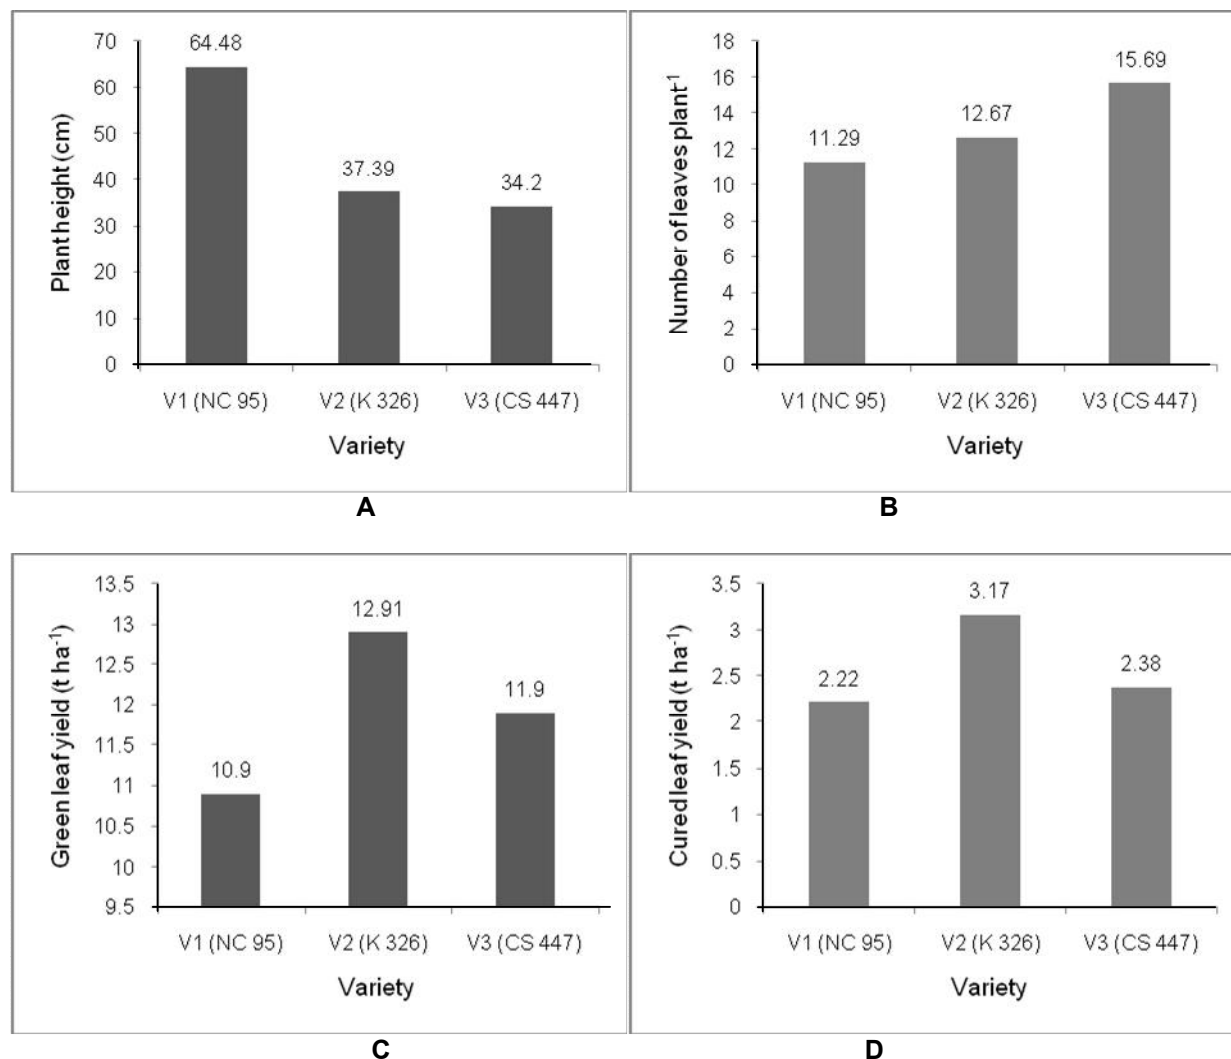 70
60
50
40
30
20
10
0
Plant height (cm)
64.48
37.39
34.2
V1 (NC 95) V2 (K 326) V3 (CS 447)
Variety
A
18
16
14
12
10
8
6
4
2
0
Number of leaves plant⁻¹
11.29
12.67
15.69
V1 (NC 95) V2 (K 326) V3 (CS 447)
Variety
B
13.5
13
12.5
12
11.5
11
10.5
10
9.5
Green leaf yield (t ha⁻¹)
10.9
12.91
11.9
V1 (NC 95) V2 (K 326) V3 (CS 447)
Variety
C
3.5
3
2.5
2
1.5
1
0.5
0
Cured leaf yield (t ha⁻¹)
2.22
3.17
2.38
V1 (NC 95) V2 (K 326) V3 (CS 447)
Variety
D